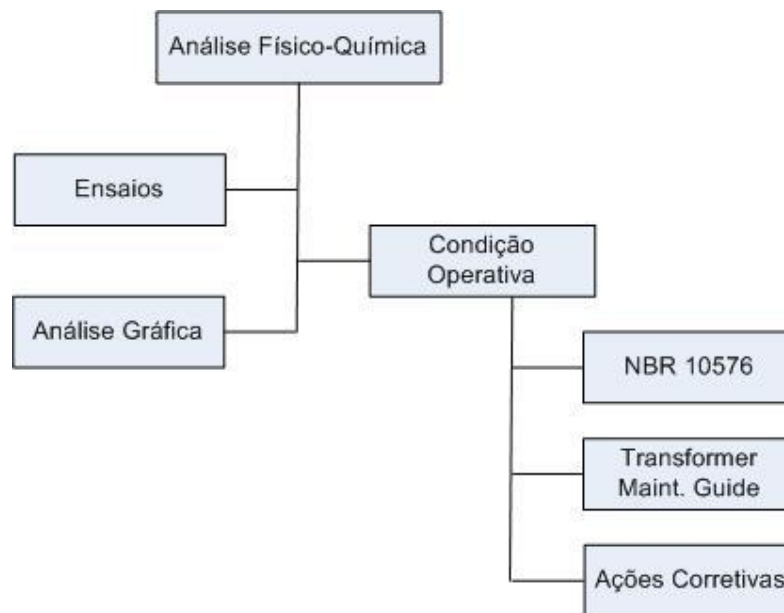 Análise Físico-Química
Ensaios
Condição
Operativa
Análise Gráfica
NBR 10576
Transformer
Maint. Guide
Ações Corretivas